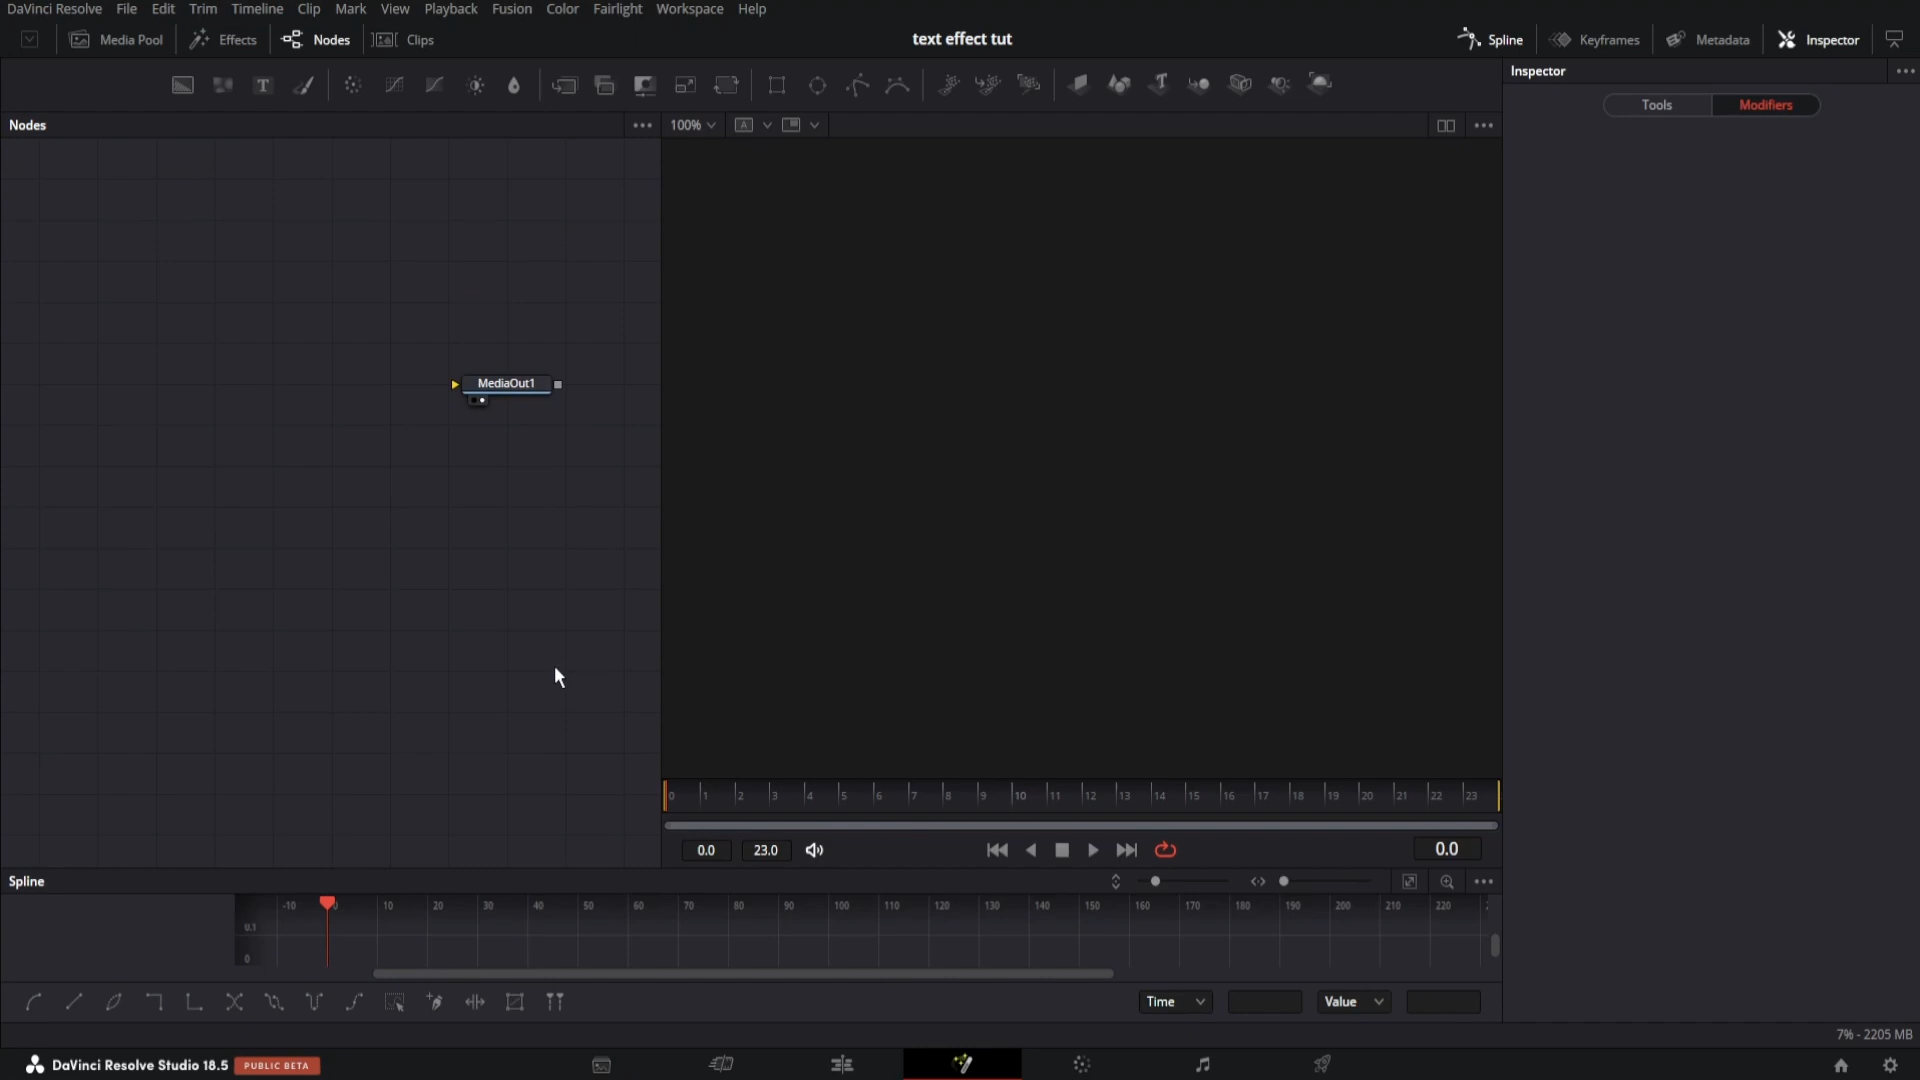 DaVinci Resolve File Edit Trim Timeline Clip Mark View Playback Fusion Color Fairlight Workspace Help
Media Pool Effects Nodes Clips text effect tut Spline Keyframes Metadata Inspector
T T
Inspector
Tools Modifiers
Nodes 100% A
MediaOut1
0 1 2 3 4 5 6 7 8 9 10 11 12 13 14 15 16 17 18 19 20 21 22 23
0.0 23.0 0.0
Spline
-10 0 10 20 30 40 50 60 70 80 90 100 110 120 130 140 150 160 170 180 190 200 210 220
0.1
0
Time Value
7% - 2205 MB
DaVinci Resolve Studio 18.5 PUBLIC BETA